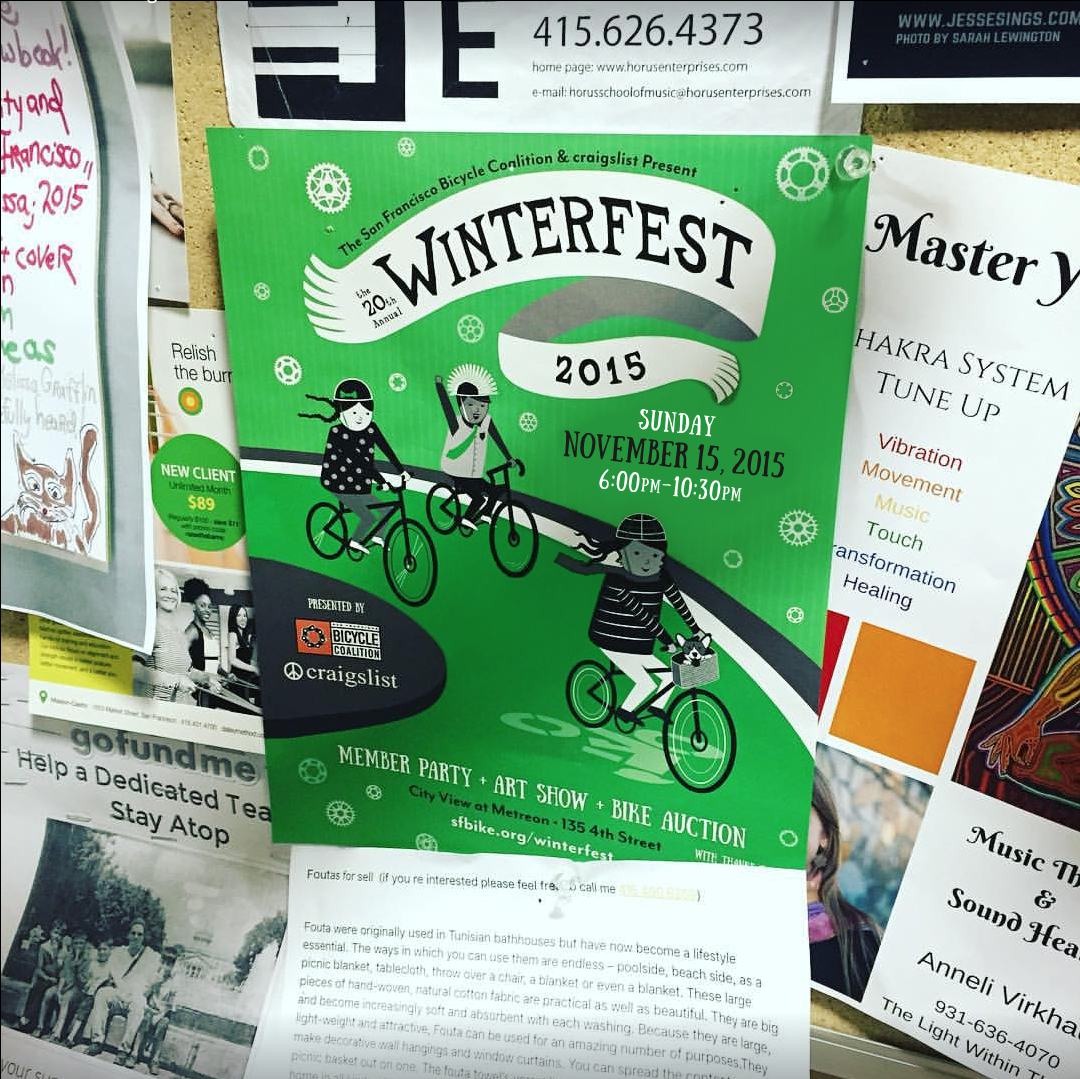 415.626.4373
home page: www.horusenterprises.com
e-mail: horusschoolofmusic@horusenterprises.com
WWW.JESSESINGS.COM
PHOTO BY SARAH LEWINGTON
book!
and
Francisco
2015
COVER
The San Francisco Bicycle Coalition & craigslist Present
the
20th
Annual
WINTERFEST
2015
SUNDAY
NOVEMBER 15, 2015
6:00PM-10:30PM
PRESENTED BY
SAN FRANCISCO
BICYCLE
COALITION
craigslist
MEMBER PARTY + ART SHOW + BIKE AUCTION
City View at Metreon • 135 4th Street
sfbike.org/winterfest
WITH
Relish
the burn
NEW CLIENT
Unlimited Month
$89
gofundme
Help a Dedicated
Stay Atop
your
Foutas for sell (if you re interested please feel call me
Fouta were originally used in Tunisian bathhouses but have now become a lifestyle
essential. The ways in which you can use them are endless – poolside, beach side, as a
picnic blanket, tablecloth, throw over a chair, a blanket or even a blanket. These large
pieces of hand-woven, natural cotton fabric are practical as well as beautiful. They are big
and become increasingly soft and absorbent with each washing. Because they are large,
light-weight and attractive, Fouta can be used for an amazing number of purposes.They
make decorative wall hangings and window curtains. You can spread the
picnic basket out on one. The fouta
Master Y
HAKRA SYSTEM
TUNE UP
Vibration
Movement
Music
Touch
ransformation
Healing
Music Th
&
Sound Hea
Anneli Virkha
931-636-4070
The Light Within